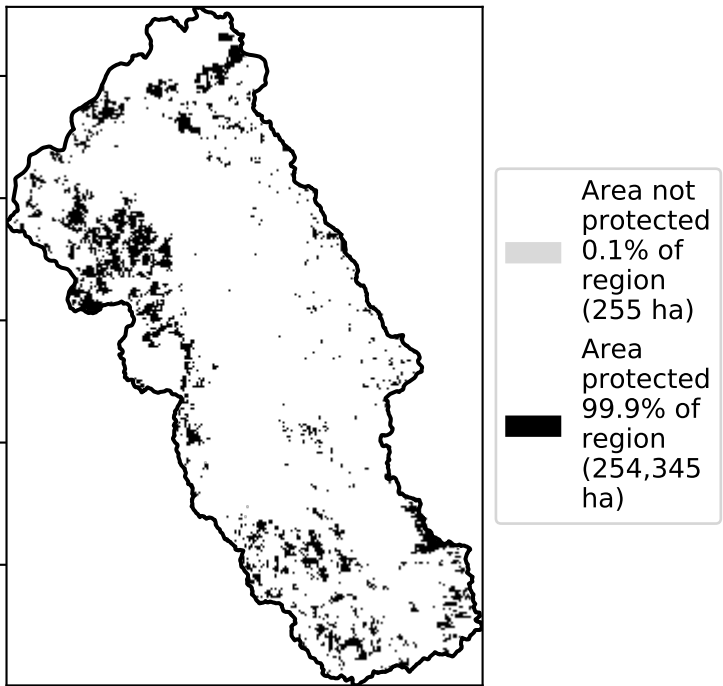 Area not
protected
0.1% of
region
(255 ha)
Area
protected
99.9% of
region
(254,345
ha)